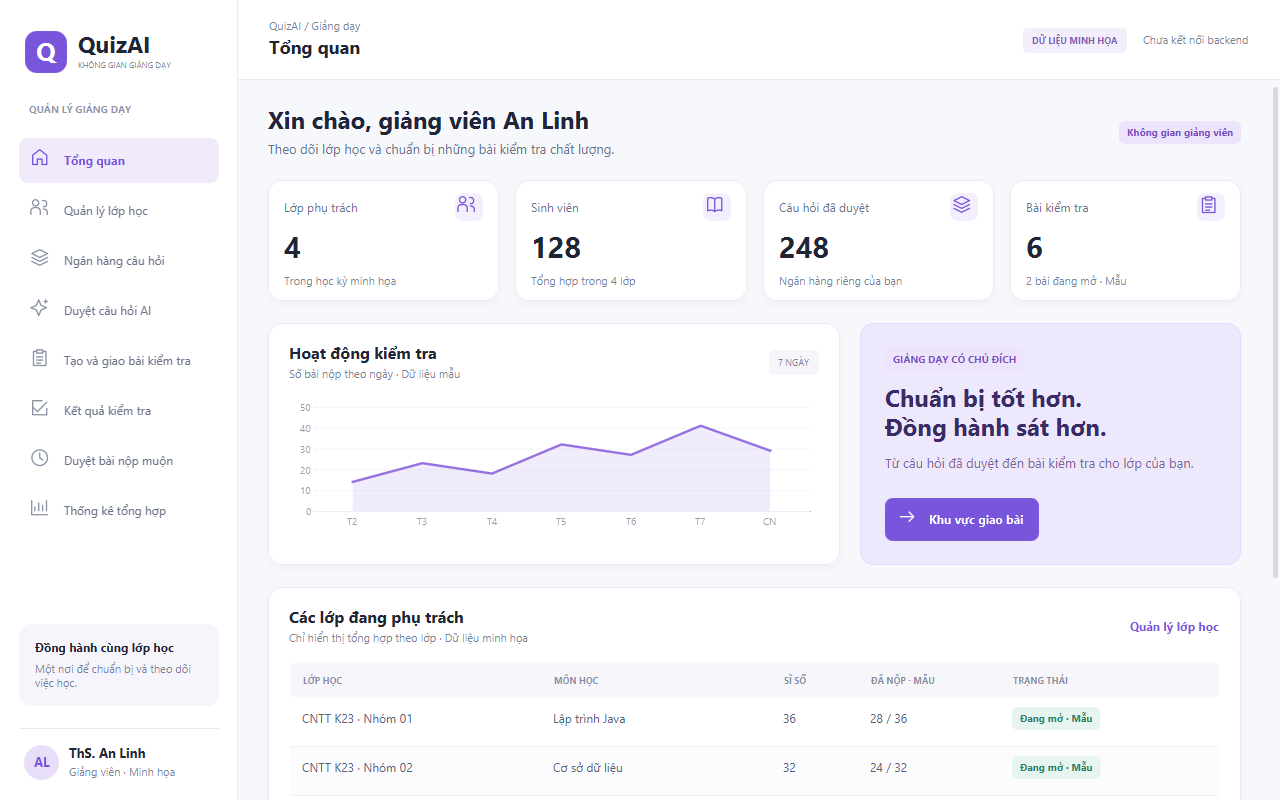 Q
QuizAI
KHÔNG GIAN GIẢNG DẠY
QUẢN LÝ GIẢNG DẠY
Tổng quan
Quản lý lớp học
Ngân hàng câu hỏi
Duyệt câu hỏi AI
Tạo và giao bài kiểm tra
Kết quả kiểm tra
Duyệt bài nộp muộn
Thống kê tổng hợp
Đồng hành cùng lớp học
Một nơi để chuẩn bị và theo dõi
việc học.
AL
ThS. An Linh
Giảng viên · Minh họa
QuizAI / Giảng dạy
Tổng quan
DỮ LIỆU MINH HỌA
Chưa kết nối backend
Xin chào, giảng viên An Linh
Theo dõi lớp học và chuẩn bị những bài kiểm tra chất lượng.
Không gian giảng viên
Lớp phụ trách
4
Trong học kỳ minh họa
Sinh viên
128
Tổng hợp trong 4 lớp
Câu hỏi đã duyệt
248
Ngân hàng riêng của bạn
Bài kiểm tra
6
2 bài đang mở · Mẫu
Hoạt động kiểm tra
Số bài nộp theo ngày · Dữ liệu mẫu
7 NGÀY
50
40
30
20
10
0
T2 T3 T4 T5 T6 T7 CN
GIẢNG DẠY CÓ CHỦ ĐÍCH
Chuẩn bị tốt hơn.
Đồng hành sát hơn.
Từ câu hỏi đã duyệt đến bài kiểm tra cho lớp của bạn.
Khu vực giao bài
Các lớp đang phụ trách
Chỉ hiển thị tổng hợp theo lớp · Dữ liệu minh họa
Quản lý lớp học
LỚP HỌC MÔN HỌC SĨ SỐ ĐÃ NỘP · MẪU TRẠNG THÁI
CNTT K23 · Nhóm 01 Lập trình Java 36 28 / 36 Đang mở · Mẫu
CNTT K23 · Nhóm 02 Cơ sở dữ liệu 32 24 / 32 Đang mở · Mẫu